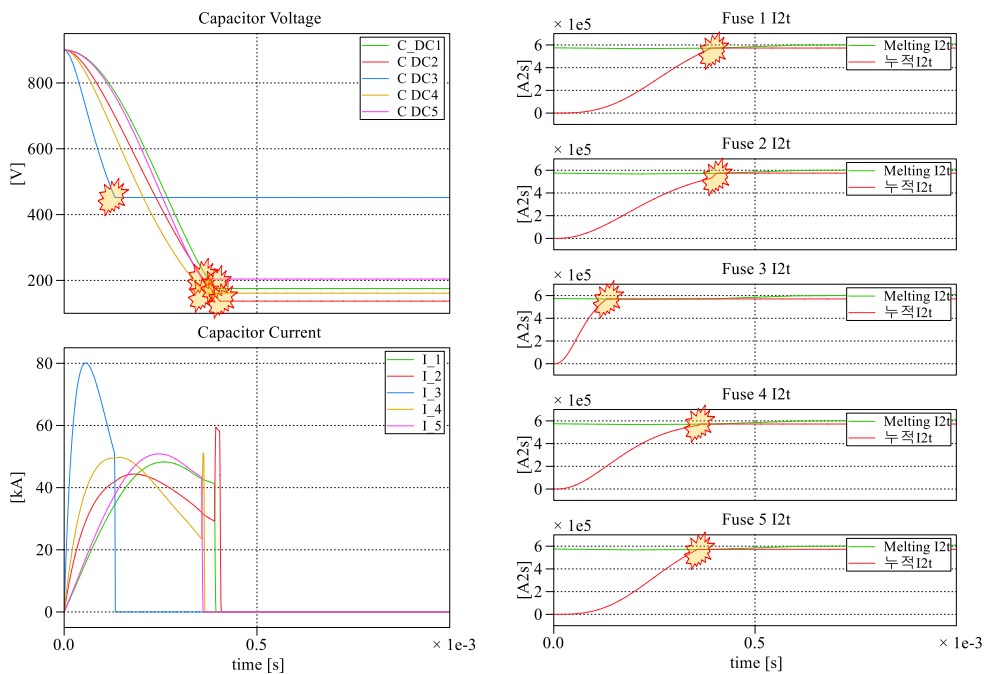 Capacitor Voltage
[V]
800
600
400
200
C_DC1
C DC2
C DC3
C DC4
C DC5
Capacitor Current
[kA]
80
60
40
20
0
I_1
I_2
I_3
I_4
I_5
0.0
0.5
× 1e-3
time [s]
Fuse 1 I2t
× 1e5
[A2s]
6
4
2
0
Melting I2t
누적I2t
Fuse 2 I2t
× 1e5
[A2s]
6
4
2
0
Melting I2t
누적I2t
Fuse 3 I2t
× 1e5
[A2s]
6
4
2
0
Melting I2t
누적I2t
Fuse 4 I2t
× 1e5
[A2s]
6
4
2
0
Melting I2t
누적I2t
Fuse 5 I2t
× 1e5
[A2s]
6
4
2
0
Melting I2t
누적I2t
0.0
0.5
× 1e-3
time [s]